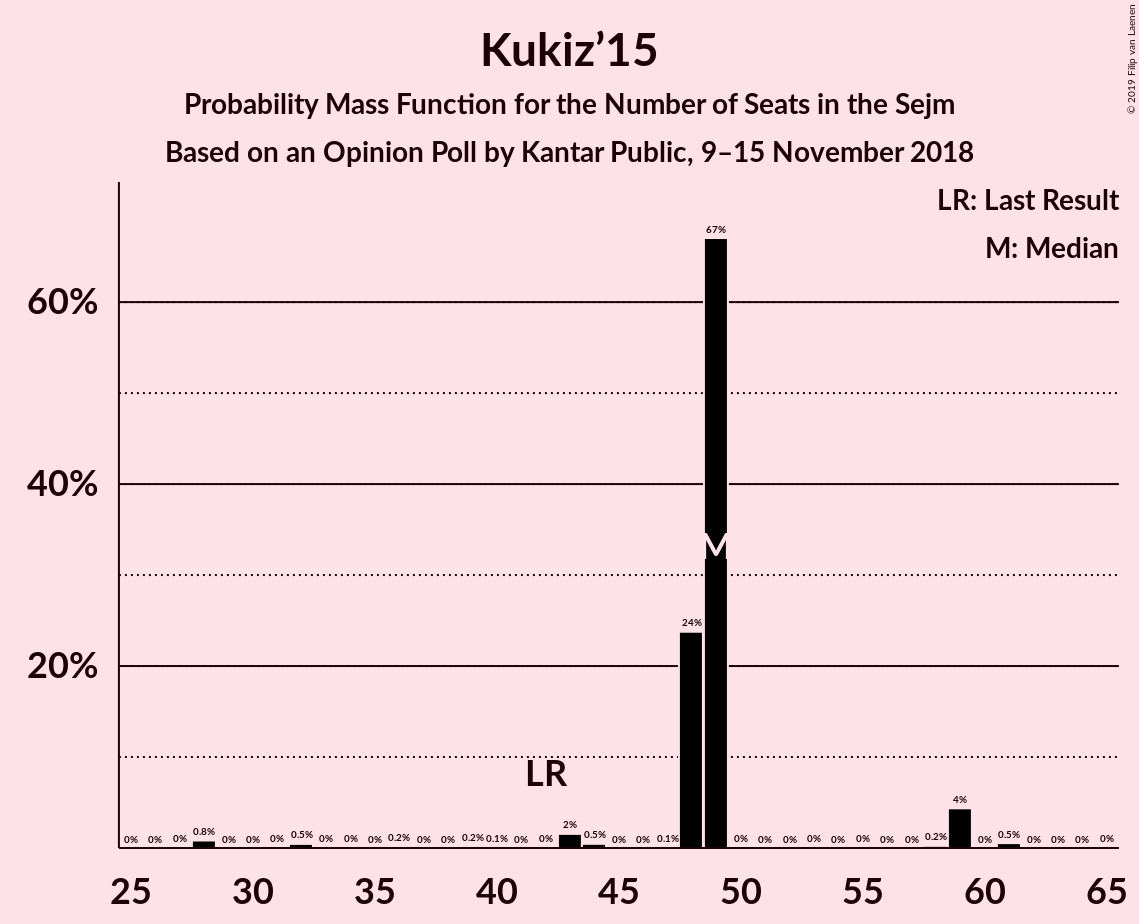 Kukiz’15
Probability Mass Function for the Number of Seats in the Sejm
Based on an Opinion Poll by Kantar Public, 9–15 November 2018
© 2019 Filip van Laenen
LR: Last Result
M: Median
67%
60%
40%
M
24%
20%
LR
0% 0% 0% 0.8% 0% 0% 0% 0.5% 0% 0% 0% 0.2% 0% 0% 0.2% 0.1% 0% 0% 2% 0.5% 0% 0% 0.1% 0% 0% 0% 0% 0% 0% 0% 0% 0.2% 4% 0% 0.5% 0% 0% 0% 0%
25 30 35 40 45 50 55 60 65